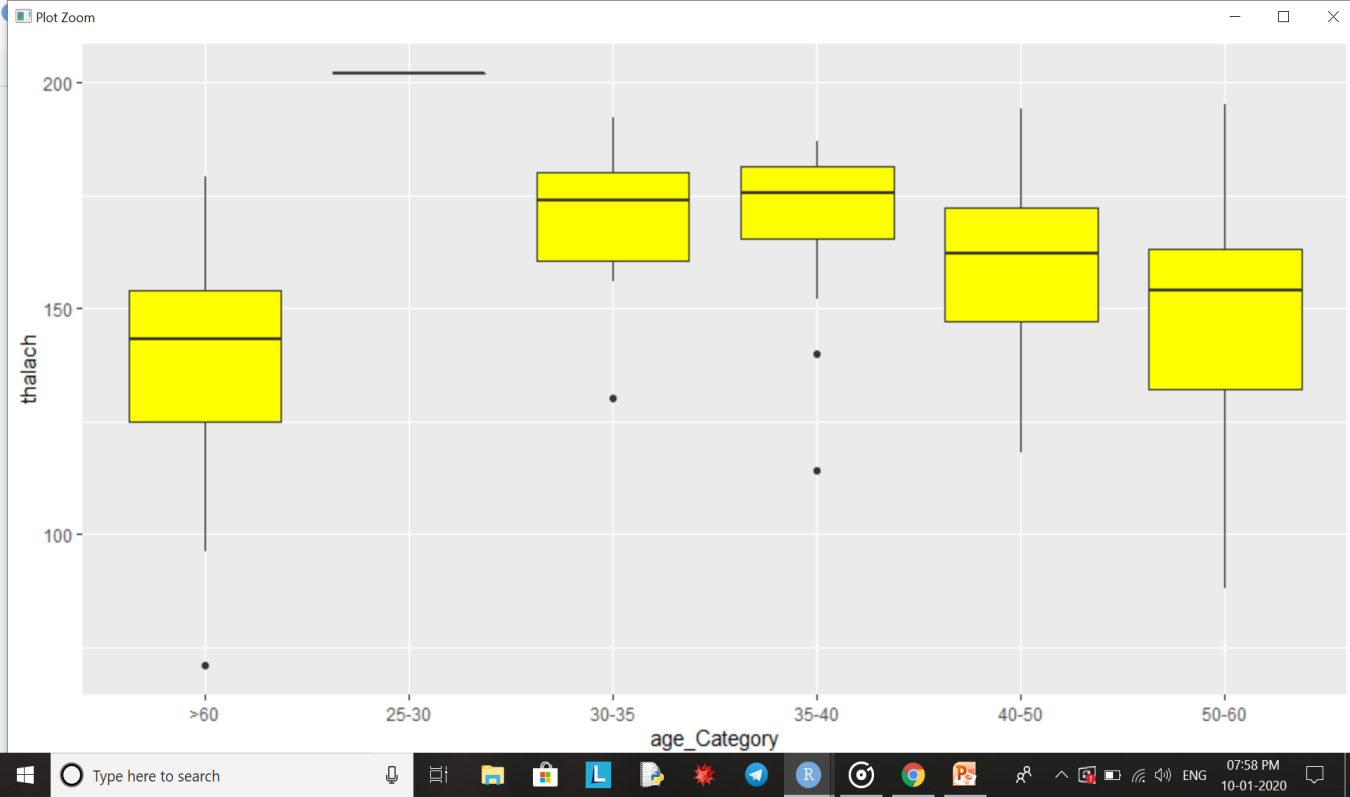 Plot Zoom
200
150
100
thalach
>60 25-30 30-35 35-40 40-50 50-60
age_Category
Type here to search
L
R
P
ENG
07:58 PM
10-01-2020